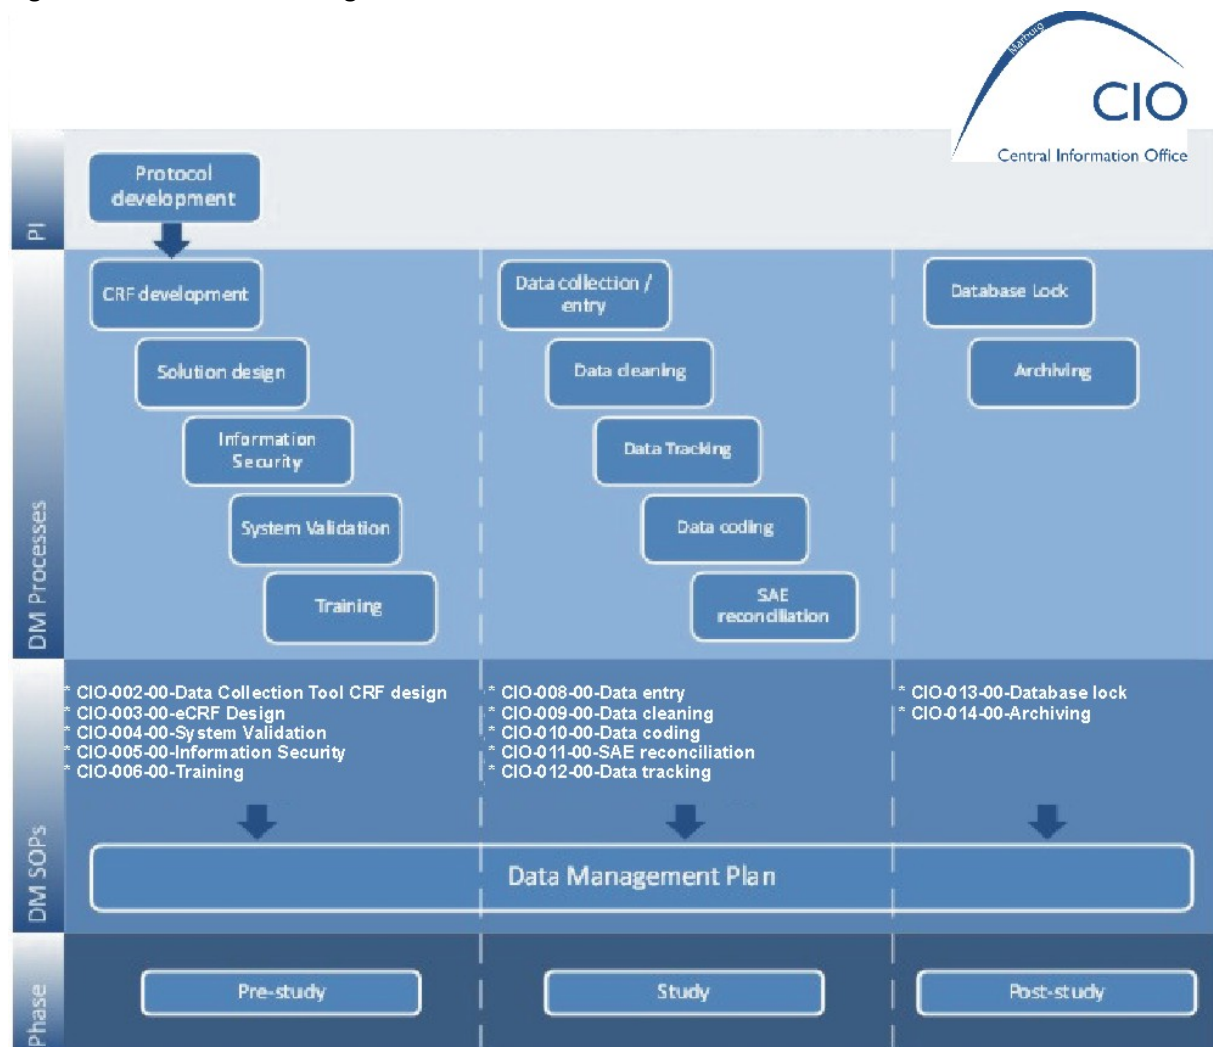 Marburg
CIO
Central Information Office
PI
Protocol
development
DM Processes
CRF development
Solution design
Information
Security
System Validation
Training
Data collection /
entry
Data cleaning
Data Tracking
Data coding
SAE
reconciliation
Database Lock
Archiving
DM SOPs
* CIO-002-00-Data Collection Tool CRF design
* CIO-003-00-eCRF Design
* CIO-004-00-System Validation
* CIO-005-00-Information Security
* CIO-006-00-Training
* CIO-008-00-Data entry
* CIO-009-00-Data cleaning
* CIO-010-00-Data coding
* CIO-011-00-SAE reconciliation
* CIO-012-00-Data tracking
* CIO-013-00-Database lock
* CIO-014-00-Archiving
Data Management Plan
Phase
Pre-study
Study
Post-study